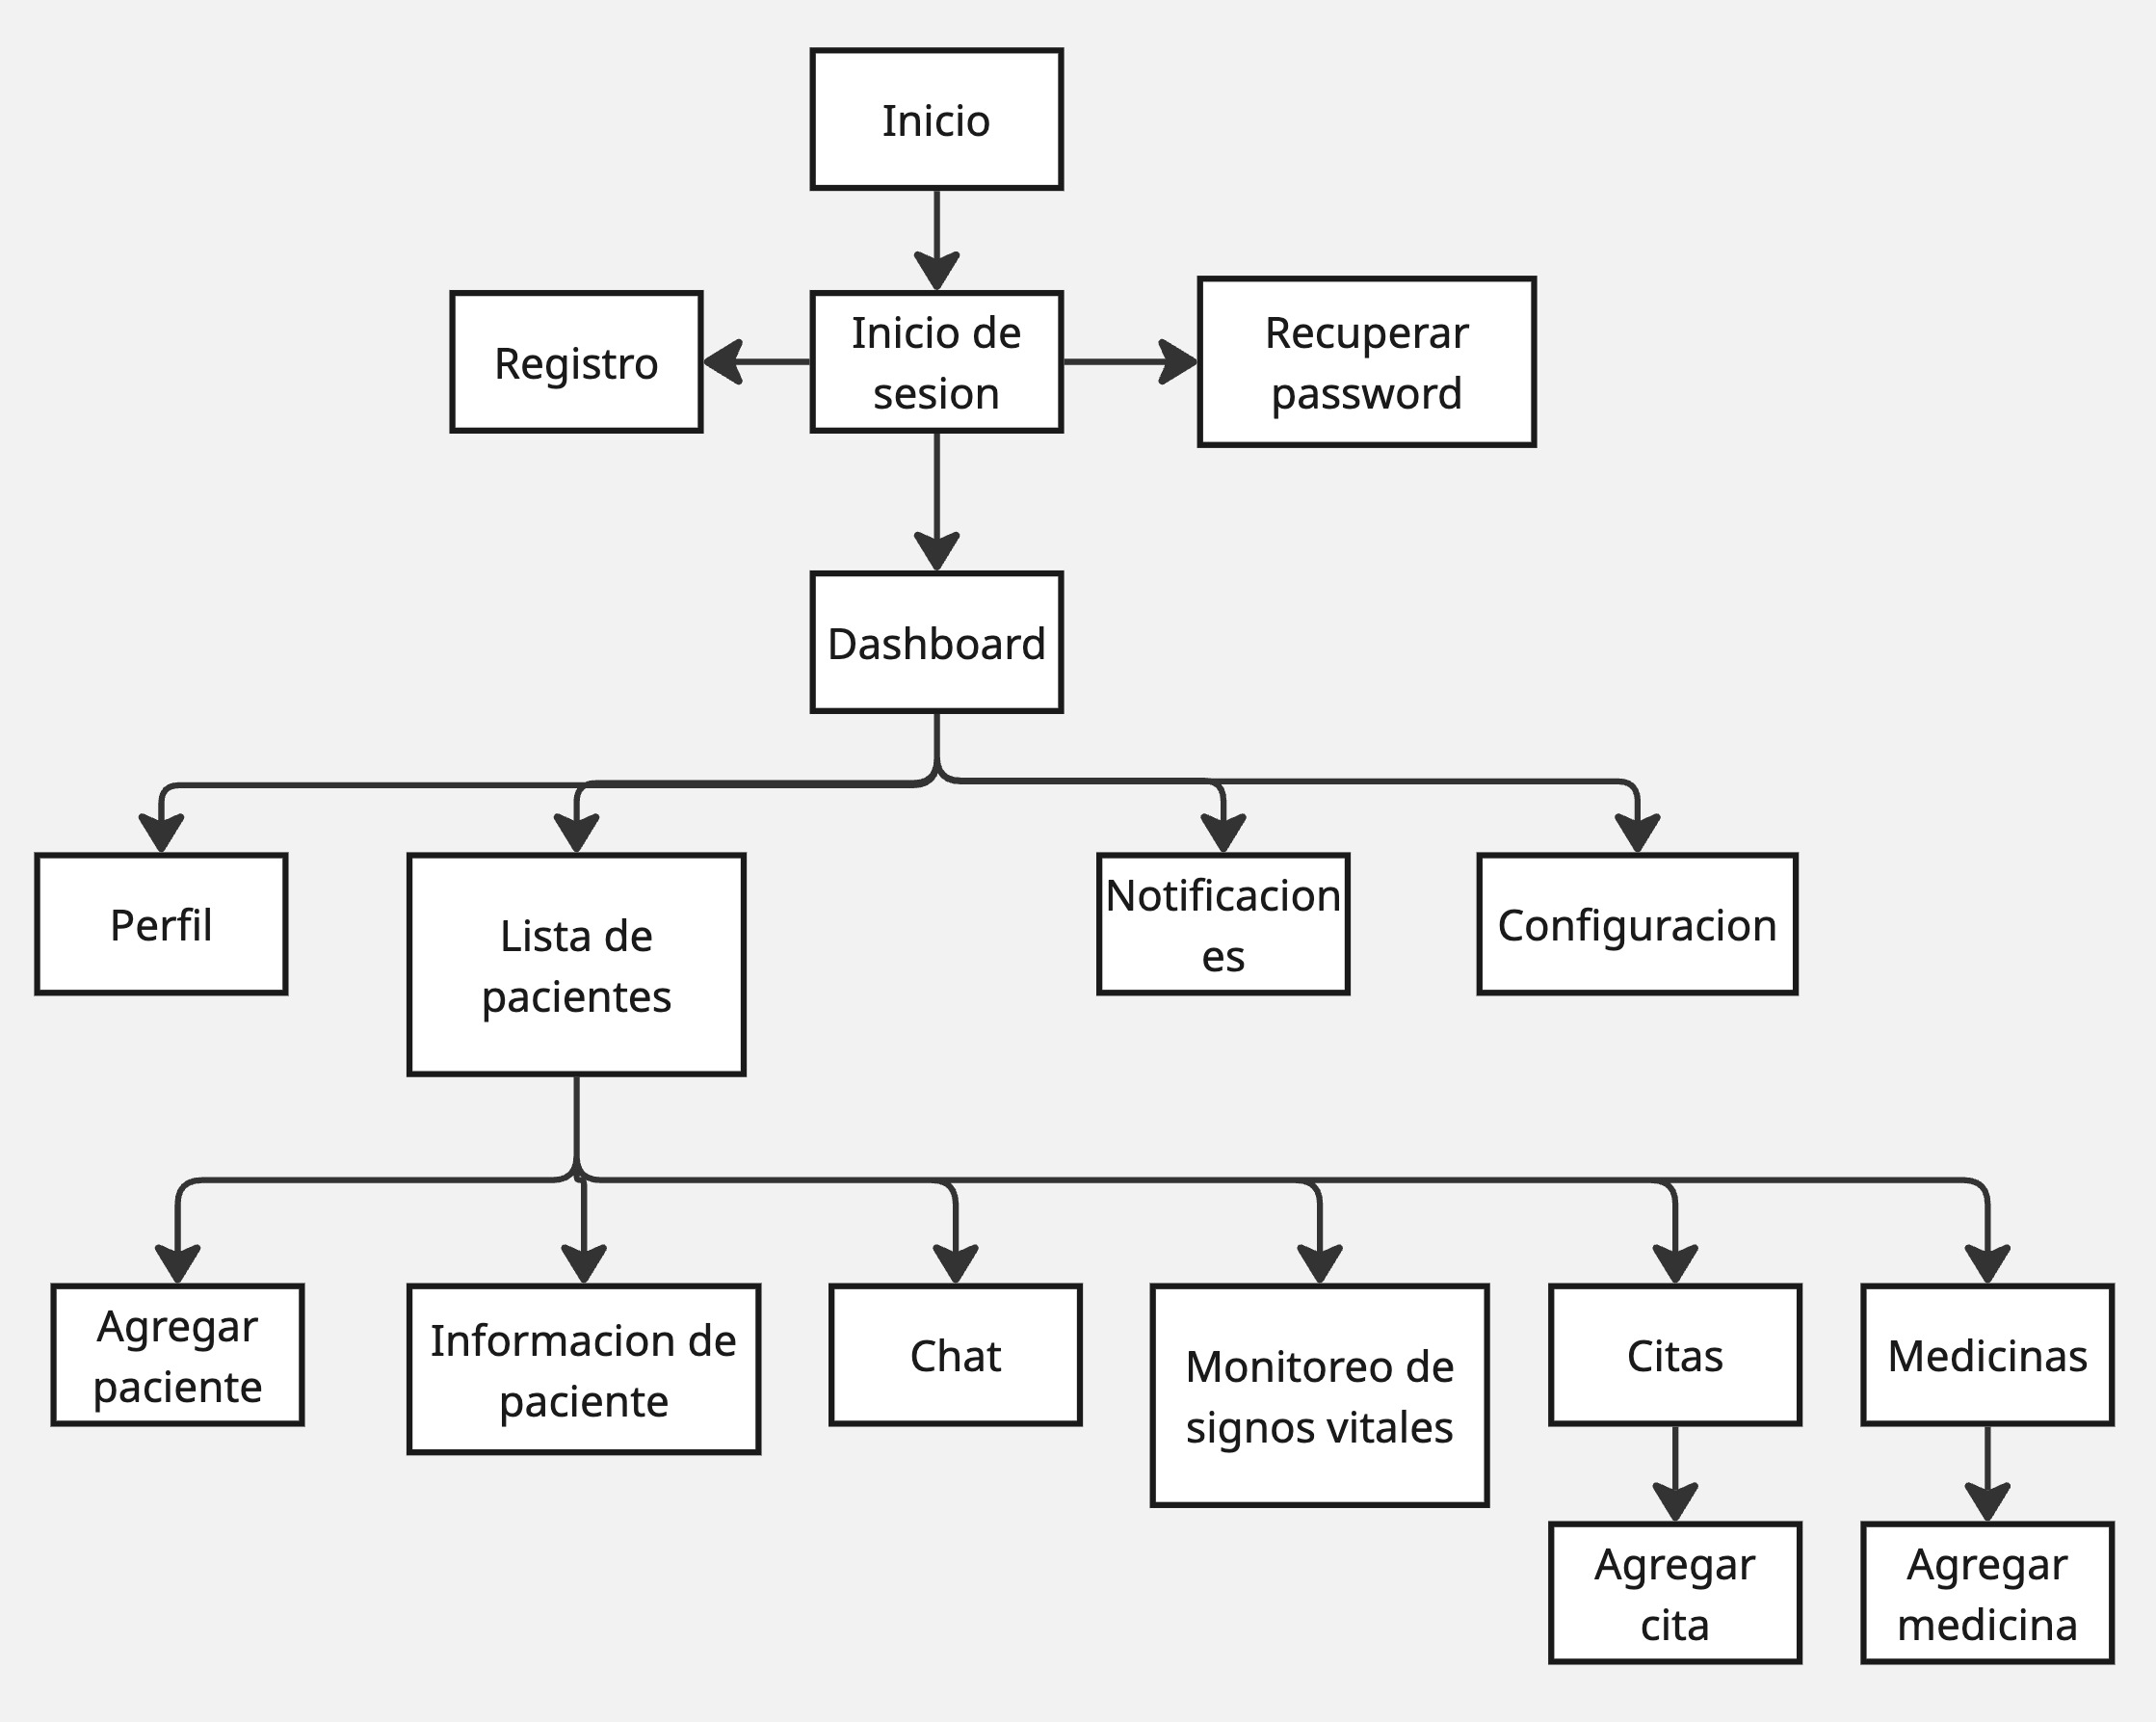 Inicio
Registro
Inicio de
sesion
Recuperar
password
Dashboard
Perfil
Lista de
pacientes
Notificacion
es
Configuracion
Agregar
paciente
Informacion de
paciente
Chat
Monitoreo de
signos vitales
Citas
Medicinas
Agregar
cita
Agregar
medicina